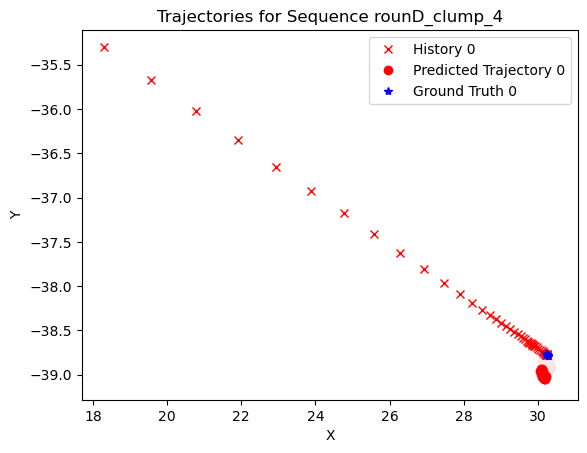 Trajectories for Sequence rounD_clump_4
History 0
Predicted Trajectory 0
Ground Truth 0
−35.5
−36.0
−36.5
−37.0
−37.5
−38.0
−38.5
−39.0
Y
18
20
22
24
26
28
30
X